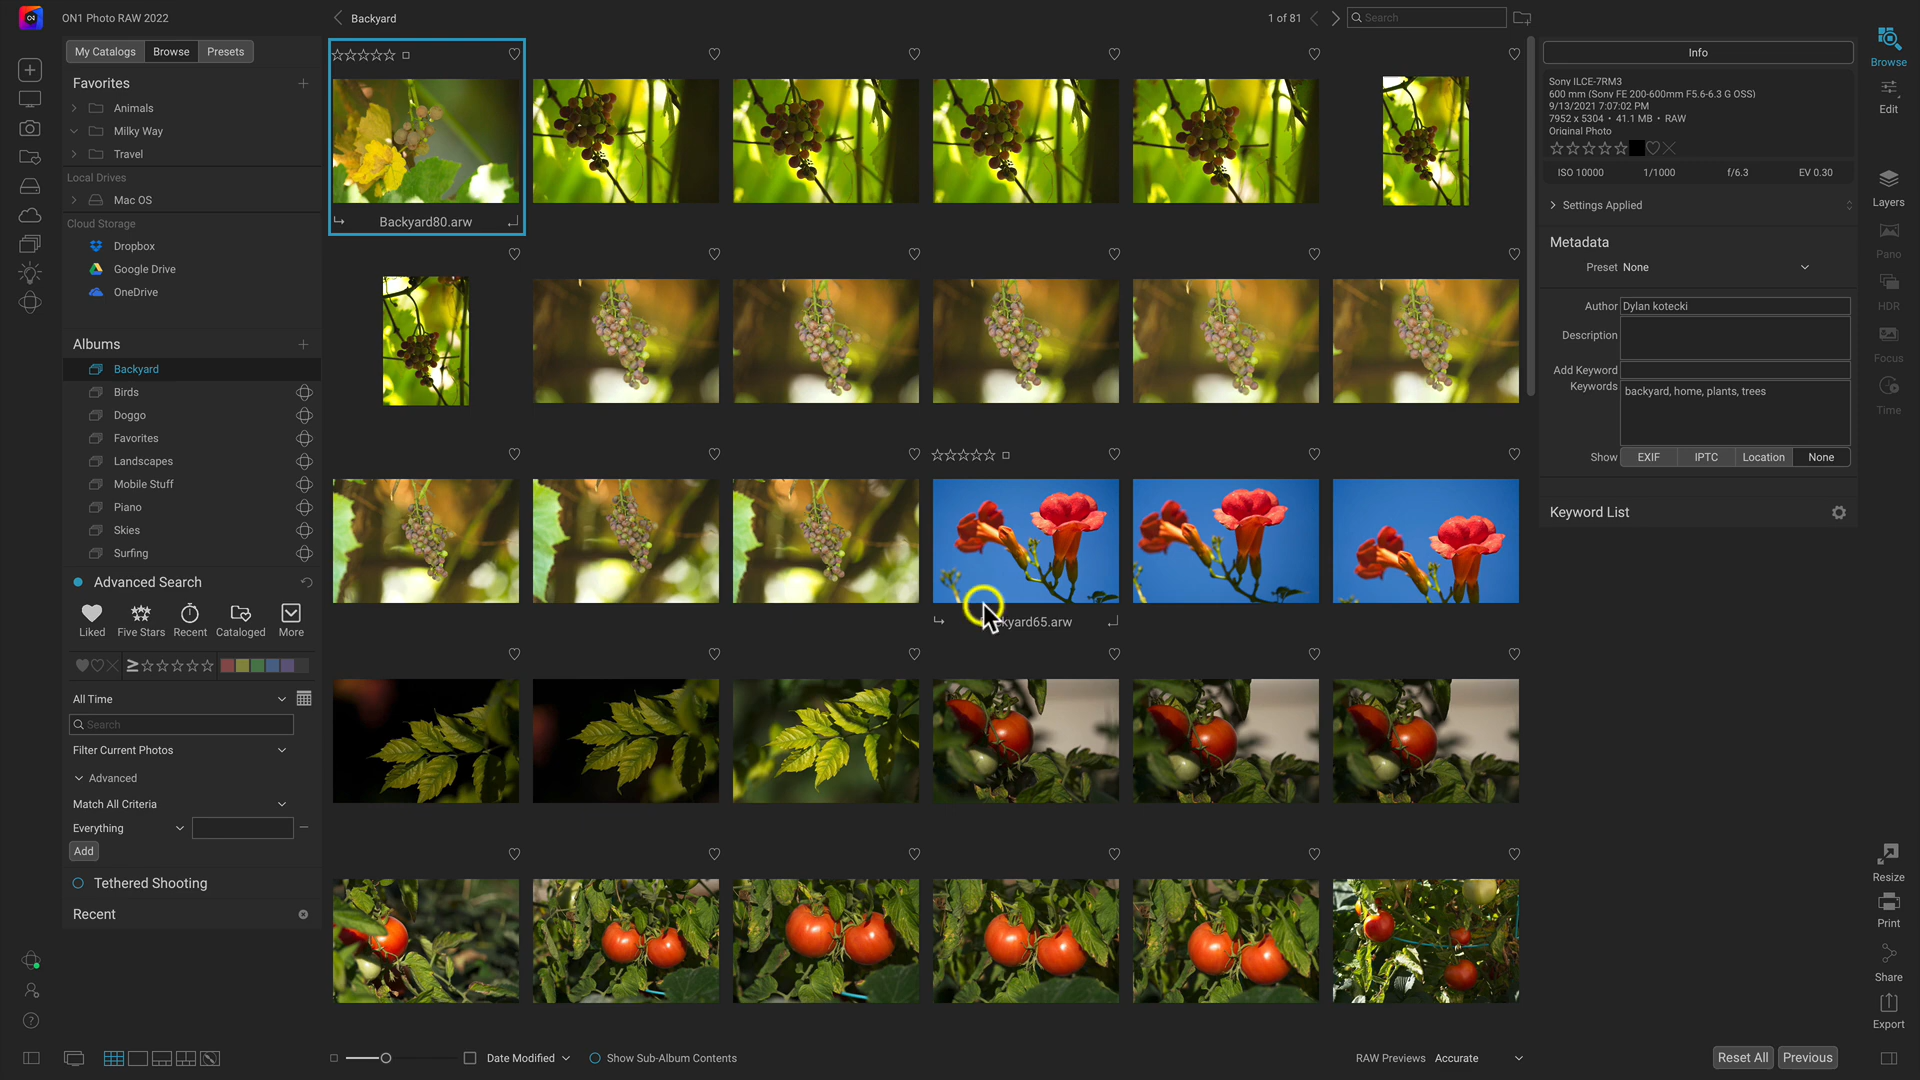 ON1 Photo RAW 2022
Backyard
1 of 81
Search
My Catalogs
Browse
Presets
Favorites
Animals
Milky Way
Travel
Local Drives
Mac OS
Cloud Storage
Dropbox
Google Drive
OneDrive
Albums
Backyard
Birds
Doggo
Favorites
Landscapes
Mobile Stuff
Piano
Skies
Surfing
Advanced Search
Liked
Five Stars
Recent
Cataloged
More
All Time
Search
Filter Current Photos
Advanced
Match All Criteria
Everything
Add
Tethered Shooting
Recent
Backyard80.arw
kyard65.arw
Date Modified
Show Sub-Album Contents
RAW Previews Accurate
Info
Sony ILCE-7RM3
600 mm (Sony FE 200-600mm F5.6-6.3 G OSS)
9/13/2021 7:07:02 PM
7952 x 5304 • 41.1 MB • RAW
Original Photo
ISO 10000 1/1000 f/6.3 EV 0.30
Settings Applied
Metadata
Preset None
Author Dylan kotecki
Description
Add Keyword
Keywords backyard, home, plants, trees
Show EXIF IPTC Location None
Keyword List
Browse
Edit
Layers
Pano
HDR
Focus
Time
Resize
Print
Share
Export
Reset All
Previous